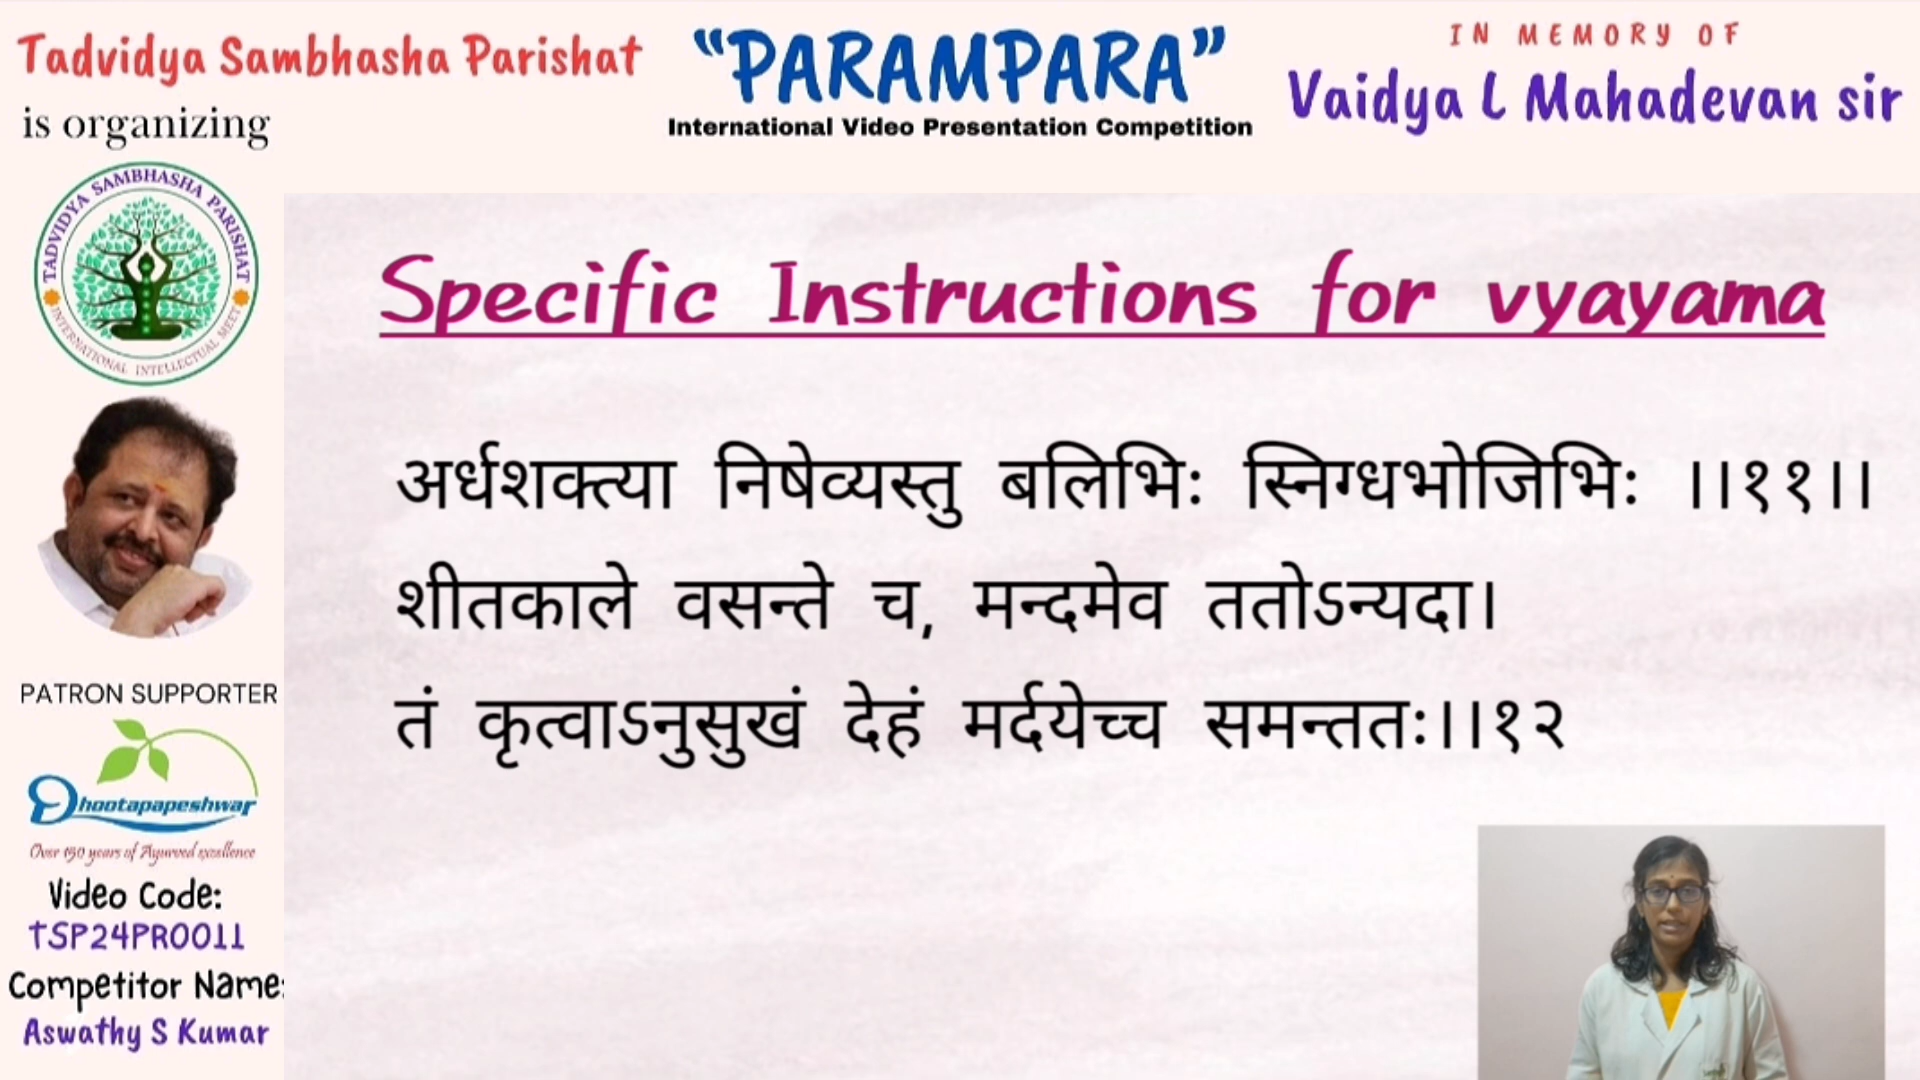 Tadvidya Sambhasha Parishat
is organizing
"PARAMPARA"
International Video Presentation Competition
IN MEMORY OF
Vaidya L Mahadevan sir
TADVIDYA SAMBHASHA PARISHAT
INTERNATIONAL INTELLECTUAL MEET
PATRON SUPPORTER
Dhootapapeshwar
Over 150 years of Ayurved excellence
Video Code:
TSP24PR0011
Competitor Name:
Aswathy S Kumar
Specific Instructions for vyayama
अर्धशक्त्या निषेव्यस्तु बलिभिः स्निग्धभोजिभिः ।।११।।
शीतकाले वसन्ते च, मन्दमेव ततोऽन्यदा।
तं कृत्वाऽनुसुखं देहं मर्दयेच्च समन्ततः।।१२